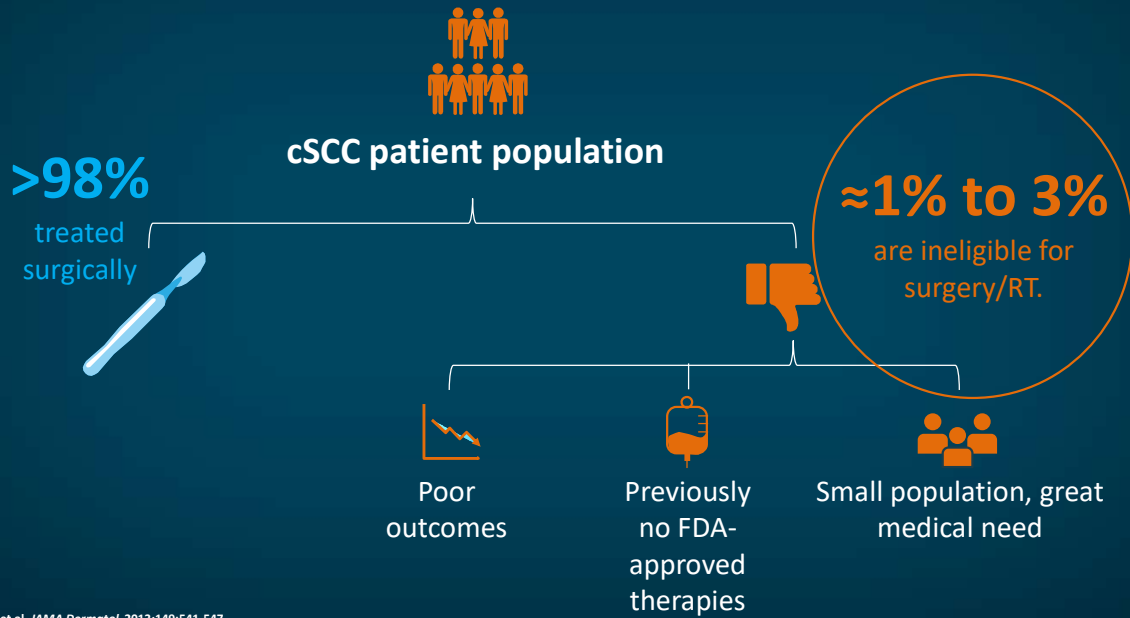 cSCC patient population
>98%
treated
surgically
≈1% to 3%
are ineligible for
surgery/RT.
Poor
outcomes
Previously
no FDA-
approved
therapies
Small population, great
medical need